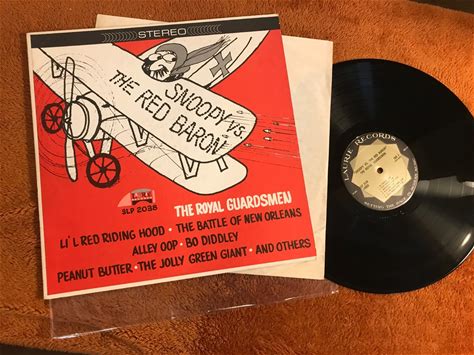 STEREO
SNOOPY VS.
THE RED BARON
LAURIE
SLP 2038
THE ROYAL GUARDSMEN
LI'L RED RIDING HOOD • THE BATTLE OF NEW ORLEANS
ALLEY OOP • BO DIDDLEY
PEANUT BUTTER • THE JOLLY GREEN GIANT • AND OTHERS
LAURIE RECORDS